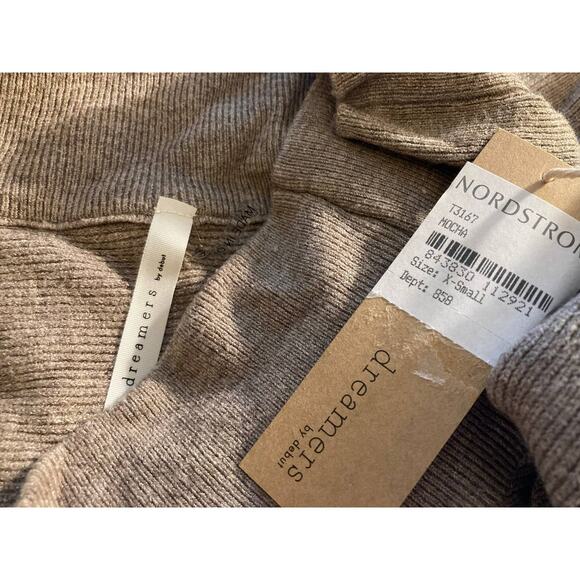 dreamers
by debut
NORDSTROM
T3167
MOCHA
843830 112921
Size: X-Small
Dept: 858
dreamers
by debut